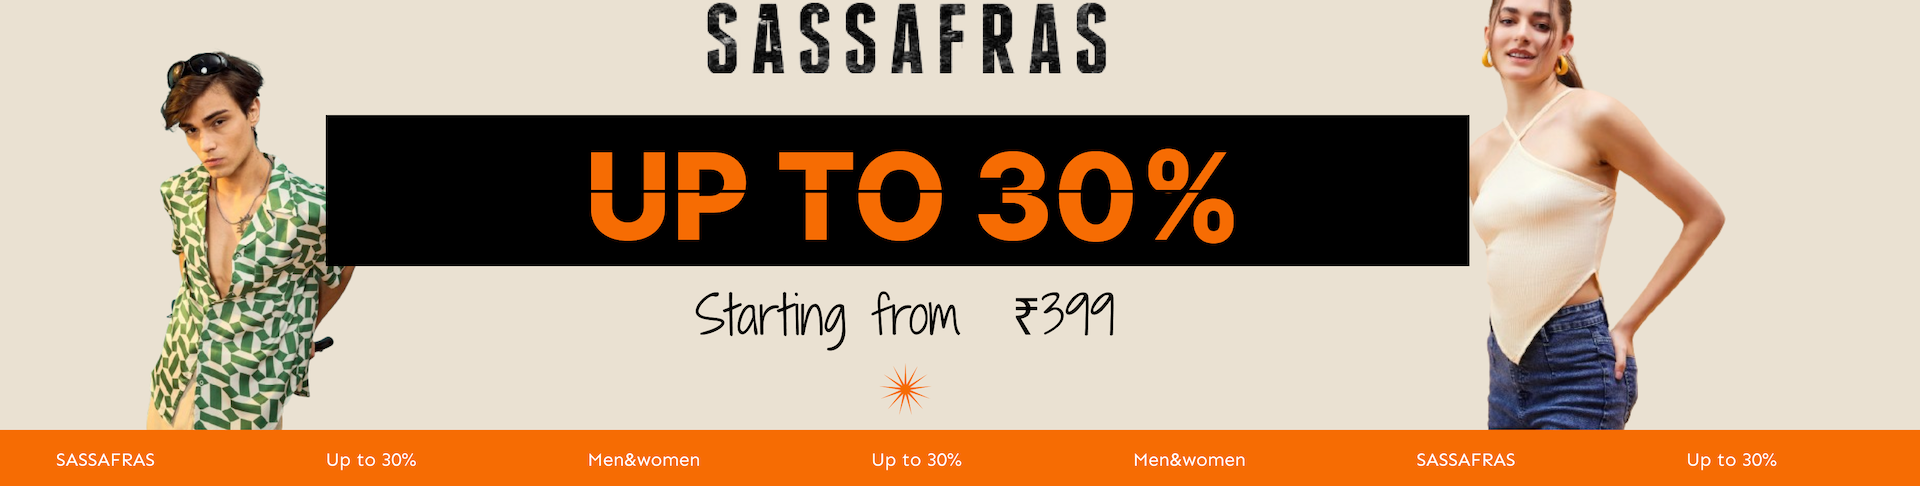 SASSAFRAS
UP TO 30%
Starting from ₹399
SASSAFRAS Up to 30% Men&women Up to 30% Men&women SASSAFRAS Up to 30%